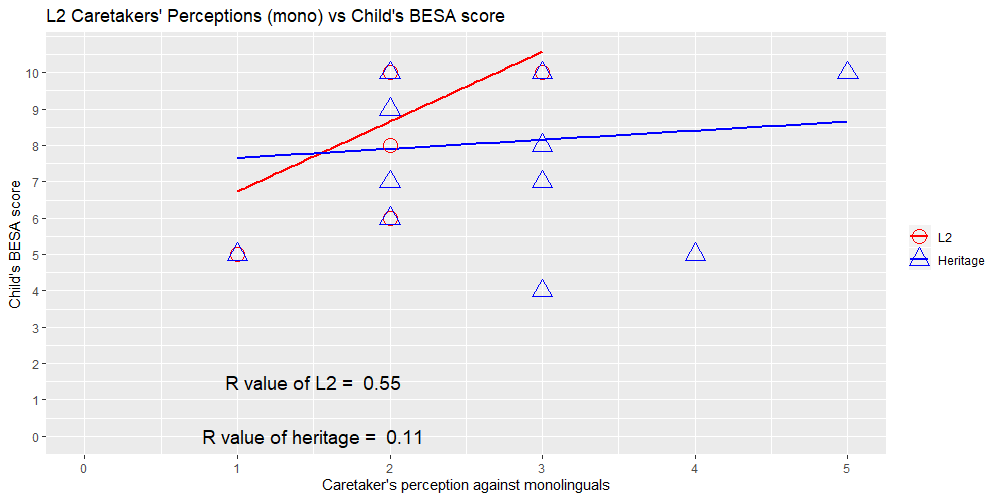 L2 Caretakers' Perceptions (mono) vs Child's BESA score
Child's BESA score
10
9
8
7
6
5
4
3
2
1
0
R value of L2 = 0.55
R value of heritage = 0.11
0 1 2 3 4 5
Caretaker's perception against monolinguals
L2
Heritage